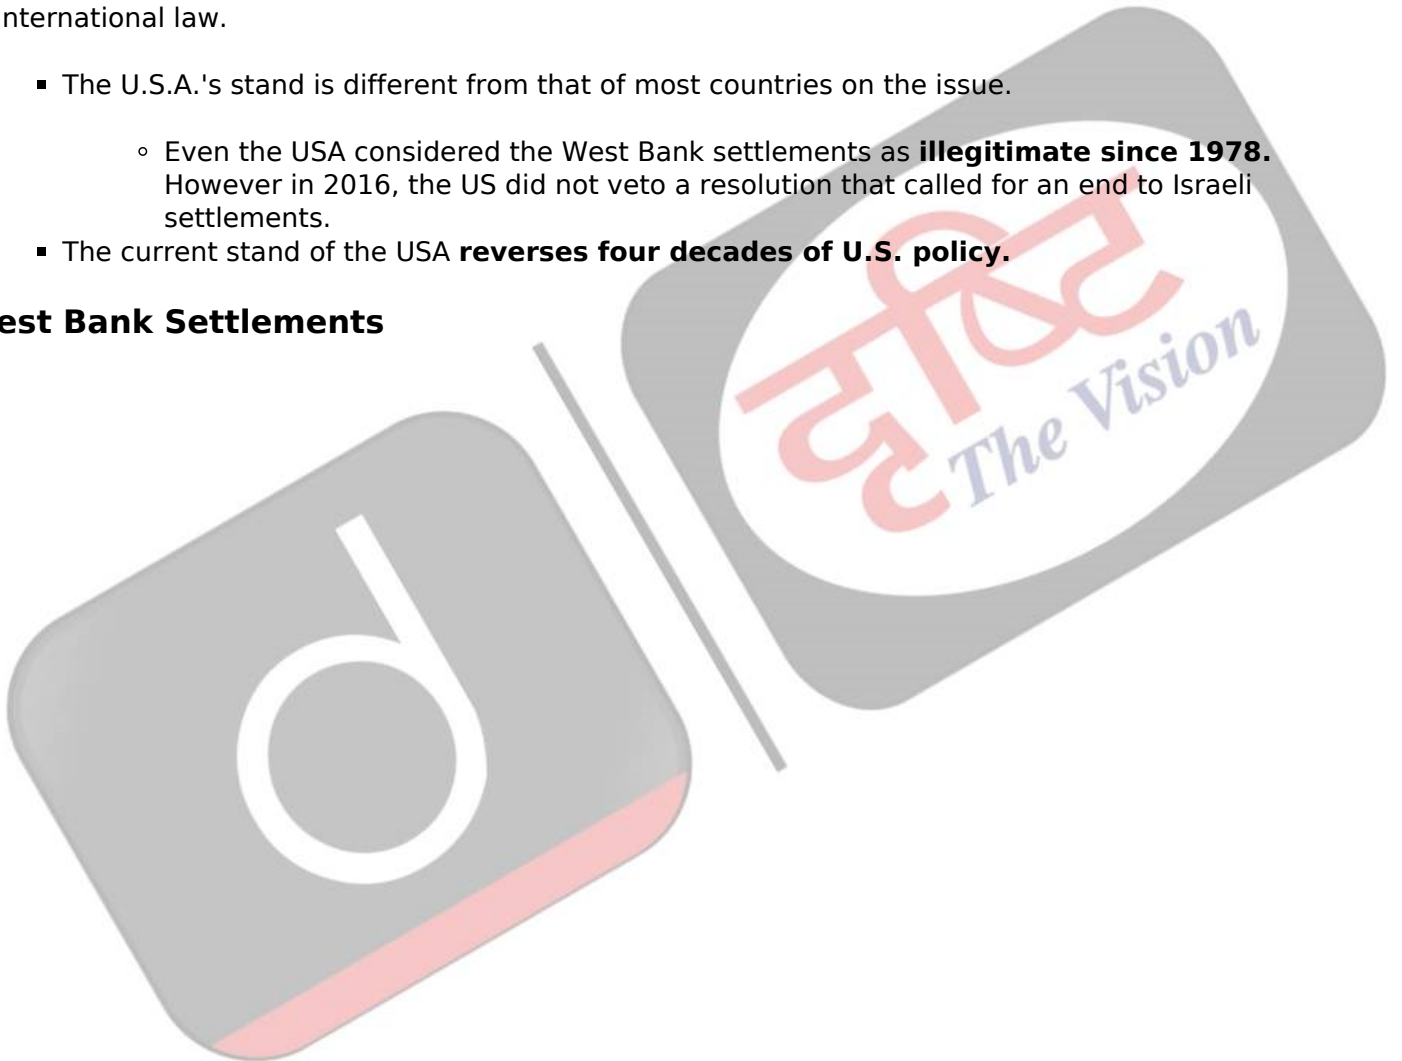 nternational law.
▪ The U.S.A.'s stand is different from that of most countries on the issue.
◦ Even the USA considered the West Bank settlements as illegitimate since 1978.
However in 2016, the US did not veto a resolution that called for an end to Israeli
settlements.
▪ The current stand of the USA reverses four decades of U.S. policy.
est Bank Settlements
d
दृष्टि
The Vision